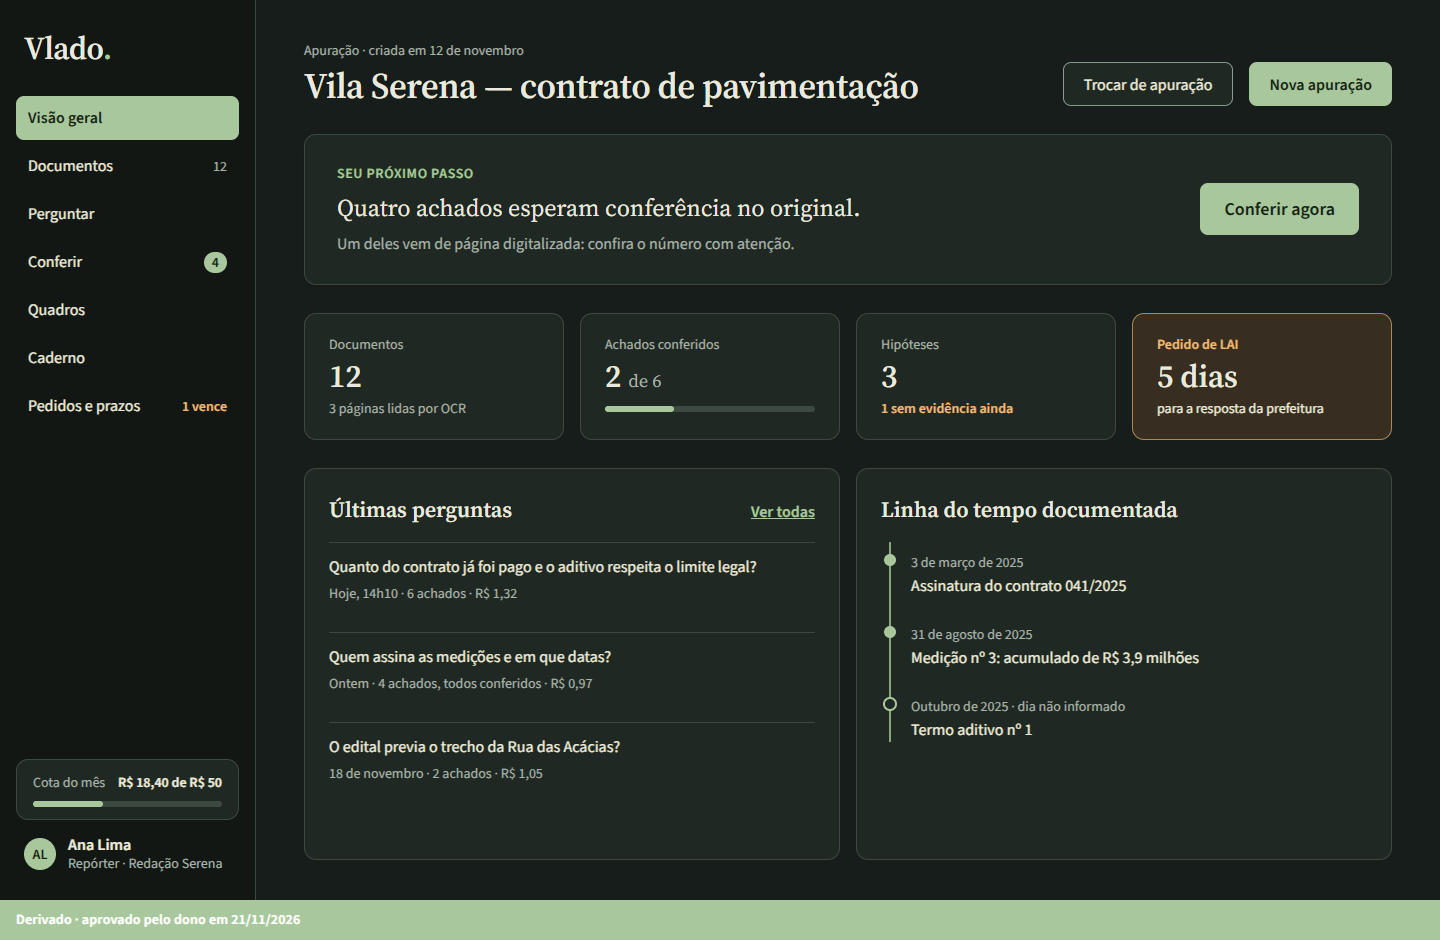 Vlado.
Visão geral
Documentos 12
Perguntar
Conferir 4
Quadros
Caderno
Pedidos e prazos 1 vence
Cota do mês R$ 18,40 de R$ 50
AL
Ana Lima
Repórter · Redação Serena
Apuração · criada em 12 de novembro
Vila Serena — contrato de pavimentação
Trocar de apuração
Nova apuração
SEU PRÓXIMO PASSO
Quatro achados esperam conferência no original.
Um deles vem de página digitalizada: confira o número com atenção.
Conferir agora
Documentos
12
3 páginas lidas por OCR
Achados conferidos
2 de 6
Hipóteses
3
1 sem evidência ainda
Pedido de LAI
5 dias
para a resposta da prefeitura
Últimas perguntas
Ver todas
Quanto do contrato já foi pago e o aditivo respeita o limite legal?
Hoje, 14h10 · 6 achados · R$ 1,32
Quem assina as medições e em que datas?
Ontem · 4 achados, todos conferidos · R$ 0,97
O edital previa o trecho da Rua das Acácias?
18 de novembro · 2 achados · R$ 1,05
Linha do tempo documentada
3 de março de 2025
Assinatura do contrato 041/2025
31 de agosto de 2025
Medição nº 3: acumulado de R$ 3,9 milhões
Outubro de 2025 · dia não informado
Termo aditivo nº 1
Derivado · aprovado pelo dono em 21/11/2026